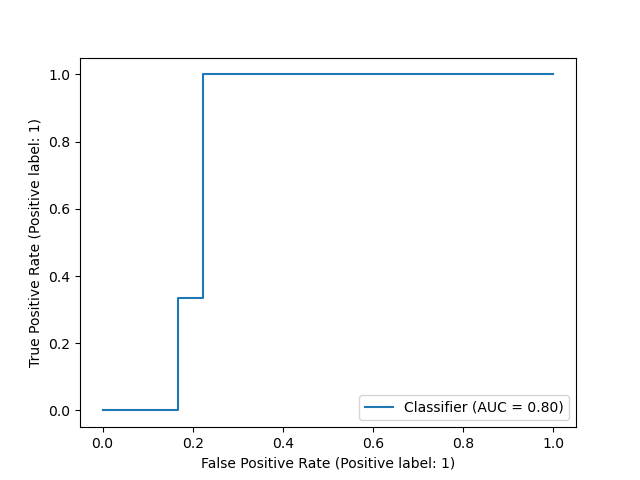 1.0
0.8
0.6
0.4
0.2
0.0
True Positive Rate (Positive label: 1)
0.0 0.2 0.4 0.6 0.8 1.0
False Positive Rate (Positive label: 1)
Classifier (AUC = 0.80)